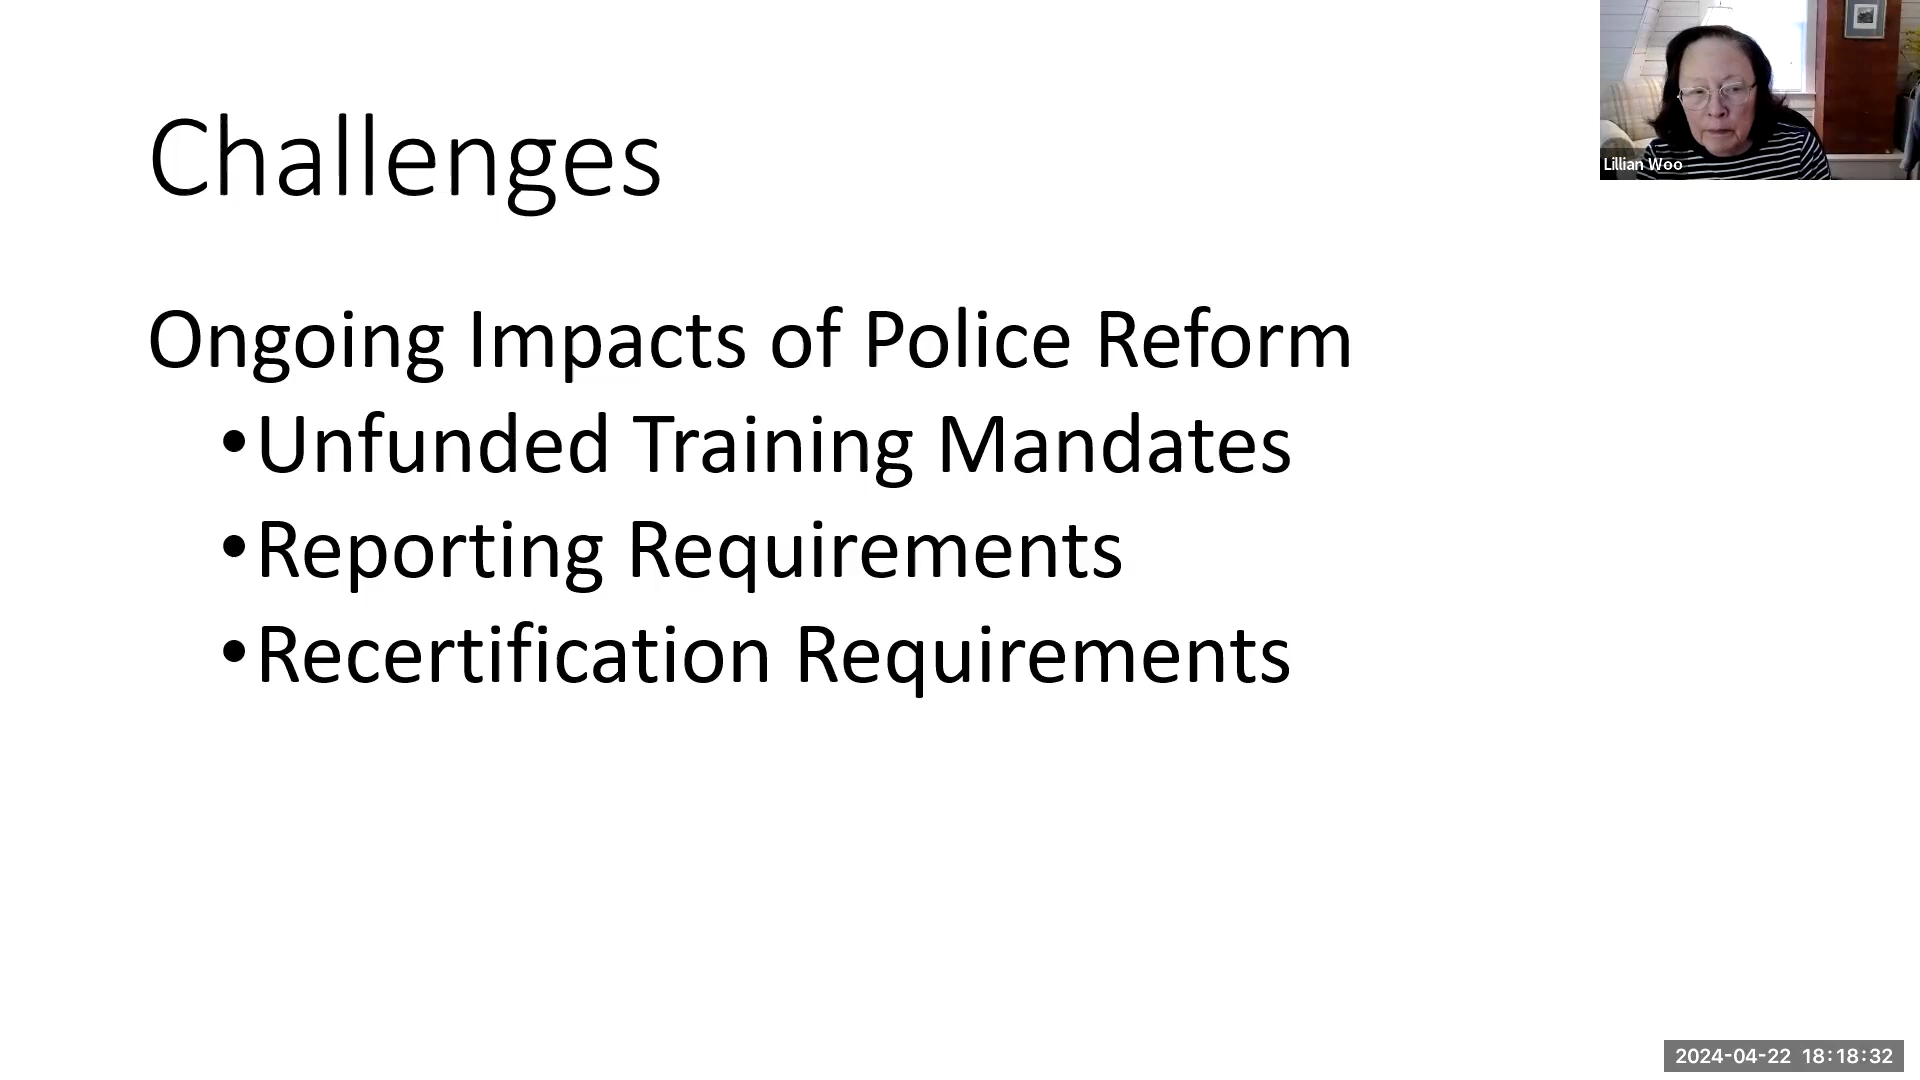 Challenges
Lillian Woo
Ongoing Impacts of Police Reform
•Unfunded Training Mandates
•Reporting Requirements
•Recertification Requirements
2024-04-22 18:18:32